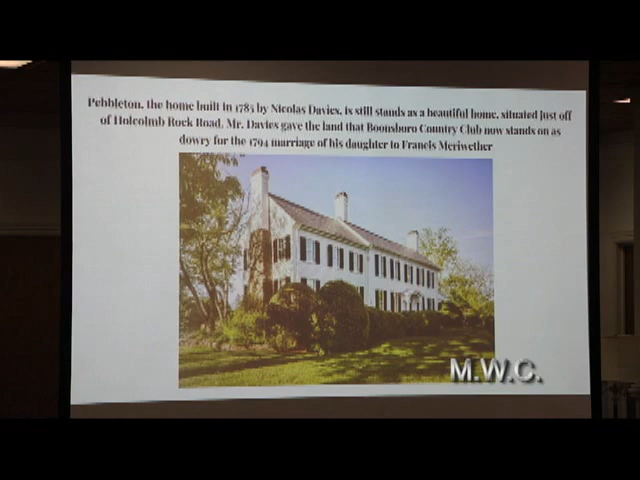 Pebbleton, the home built in 1785 by Nicolas Davies, is still stands as a beautiful home, situated just off
of Holcolmb Rock Road. Mr. Davies gave the land that Boonsboro Country Club now stands on as
dowry for the 1794 marriage of his daughter to Francis Meriwether
M.W.C.